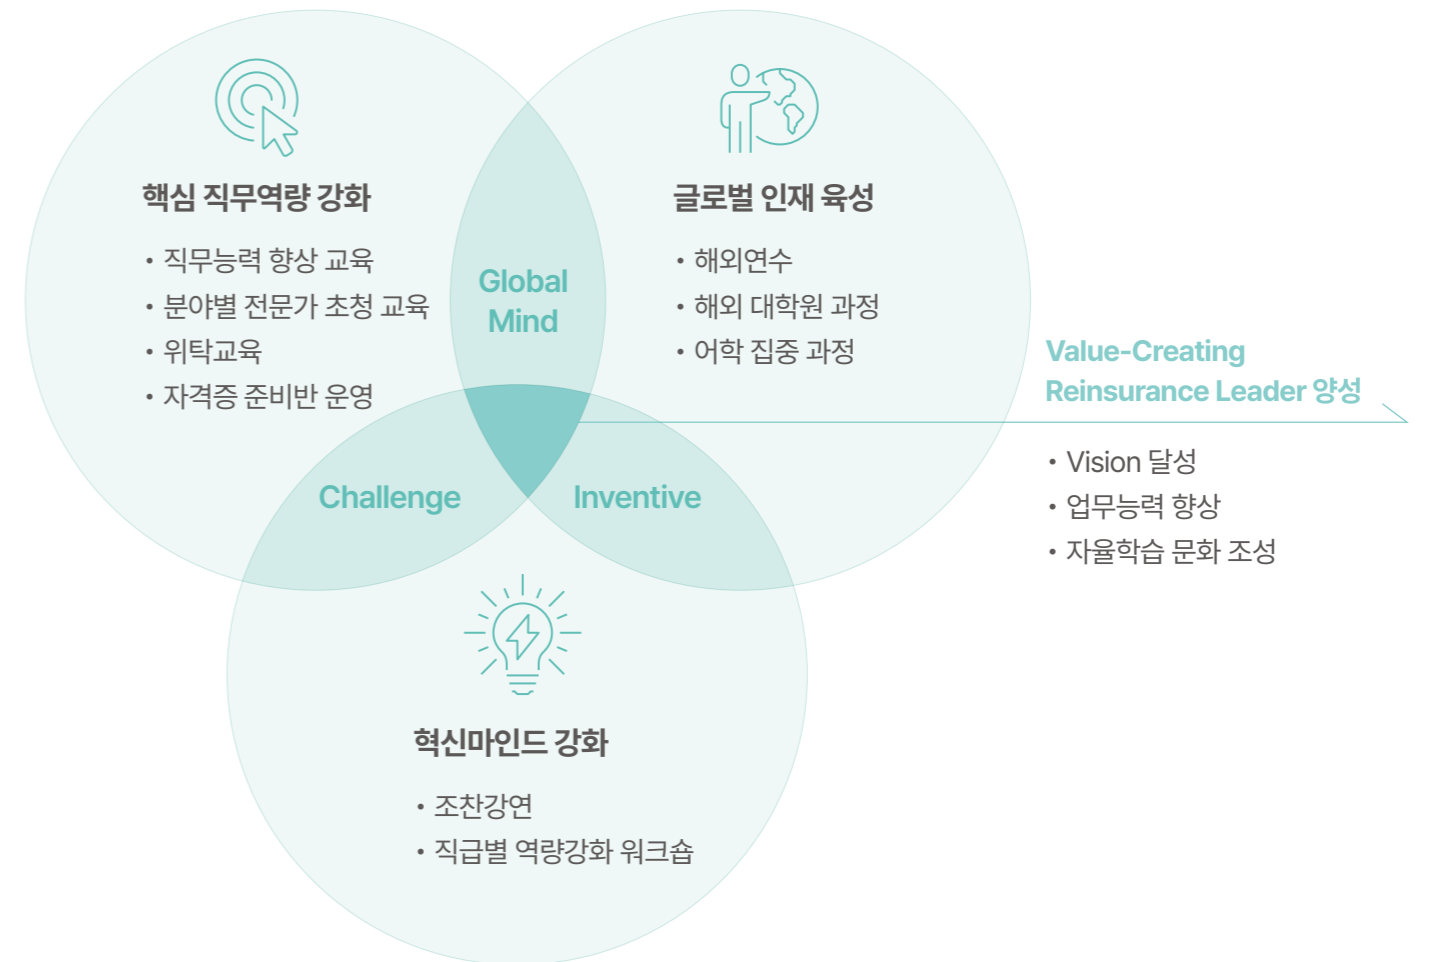 핵심 직무역량 강화
• 직무능력 향상 교육
• 분야별 전문가 초청 교육
• 위탁교육
• 자격증 준비반 운영
Global
Mind
글로벌 인재 육성
• 해외연수
• 해외 대학원 과정
• 어학 집중 과정
Value-Creating
Reinsurance Leader 양성
• Vision 달성
• 업무능력 향상
• 자율학습 문화 조성
Challenge
Inventive
혁신마인드 강화
• 조찬강연
• 직급별 역량강화 워크숍